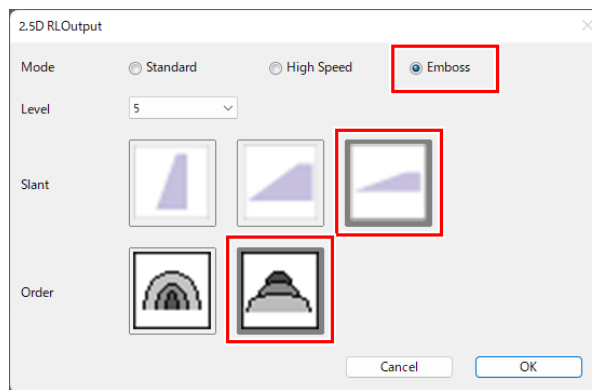 2.5D RLOutput
Mode Standard High Speed Emboss
Level 5
Slant
Order
Cancel OK